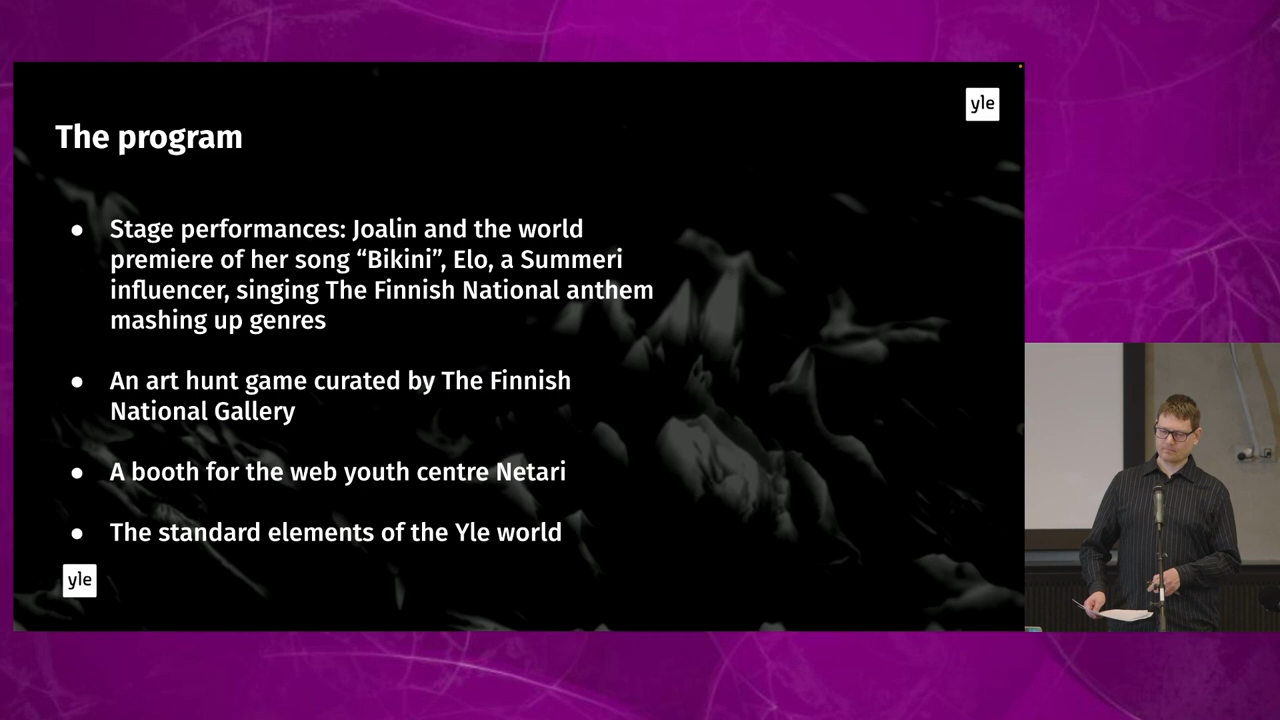 yle
The program
● Stage performances: Joalin and the world
premiere of her song “Bikini”, Elo, a Summeri
influencer, singing The Finnish National anthem
mashing up genres
● An art hunt game curated by The Finnish
National Gallery
● A booth for the web youth centre Netari
● The standard elements of the Yle world
yle